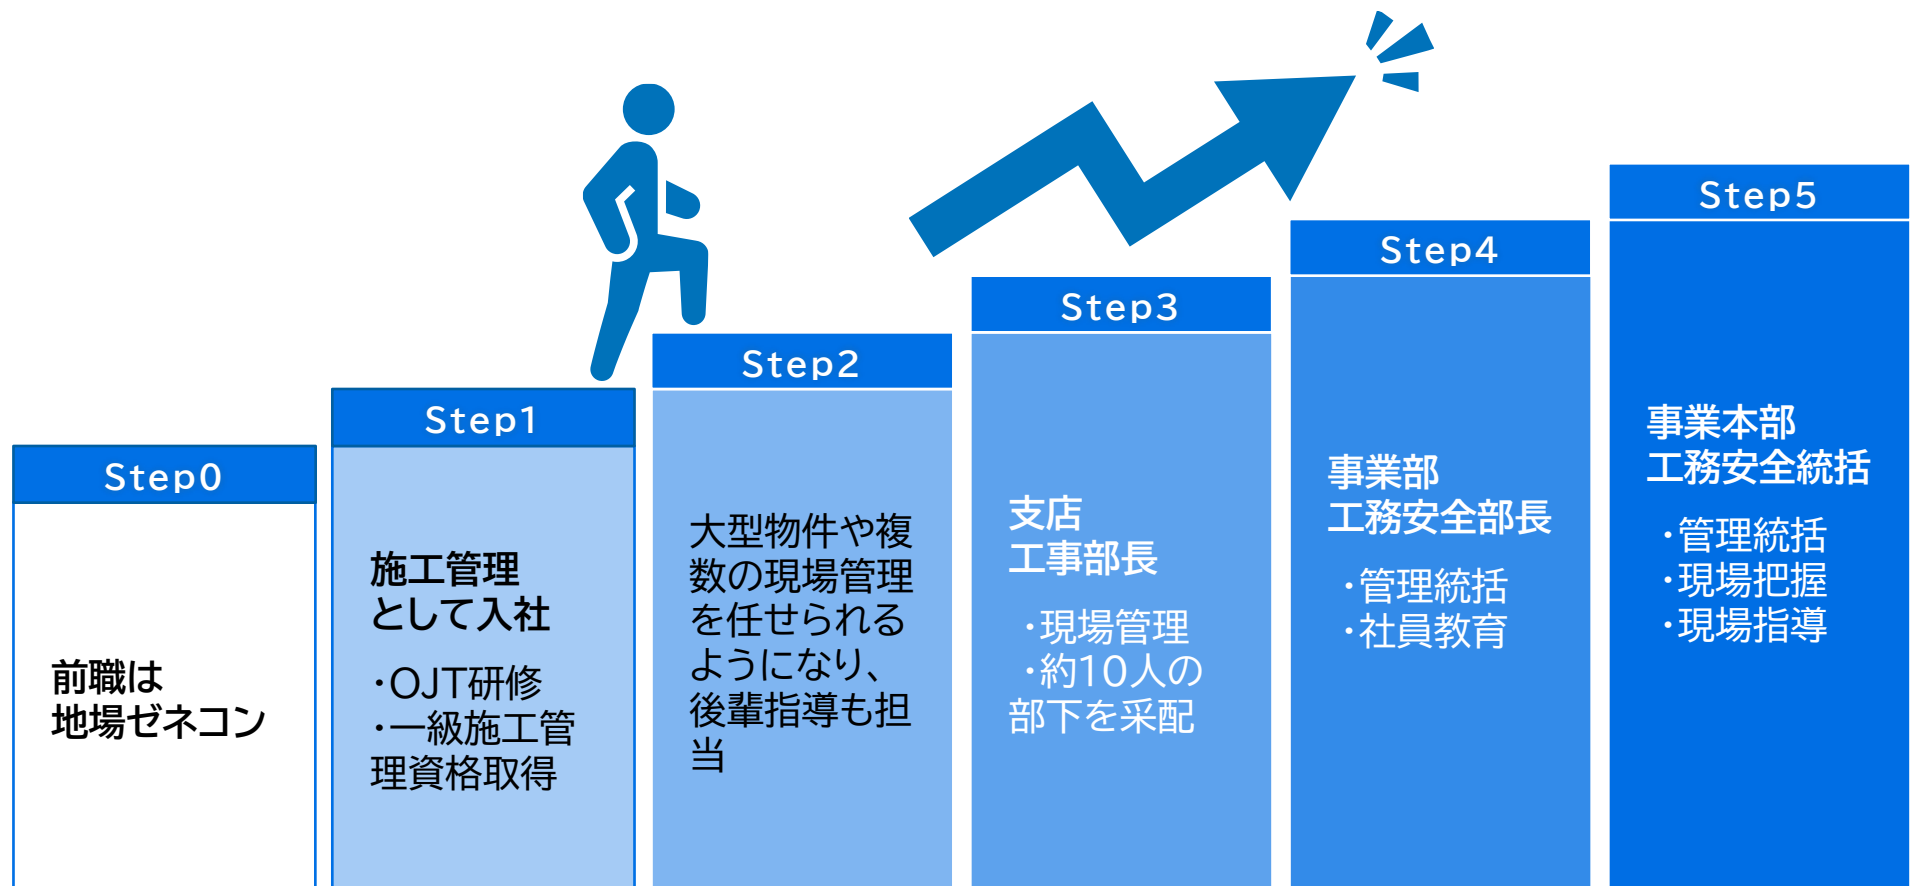 Step0
前職は
地場ゼネコン
Step1
施工管理
として入社
・OJT研修
・一級施工管
理資格取得
Step2
大型物件や複
数の現場管理
を任せられる
ようになり、
後輩指導も担
当
Step3
支店
工事部長
・現場管理
・約10人の
部下を采配
Step4
事業部
工務安全部長
・管理統括
・社員教育
Step5
事業本部
工務安全統括
・管理統括
・現場把握
・現場指導